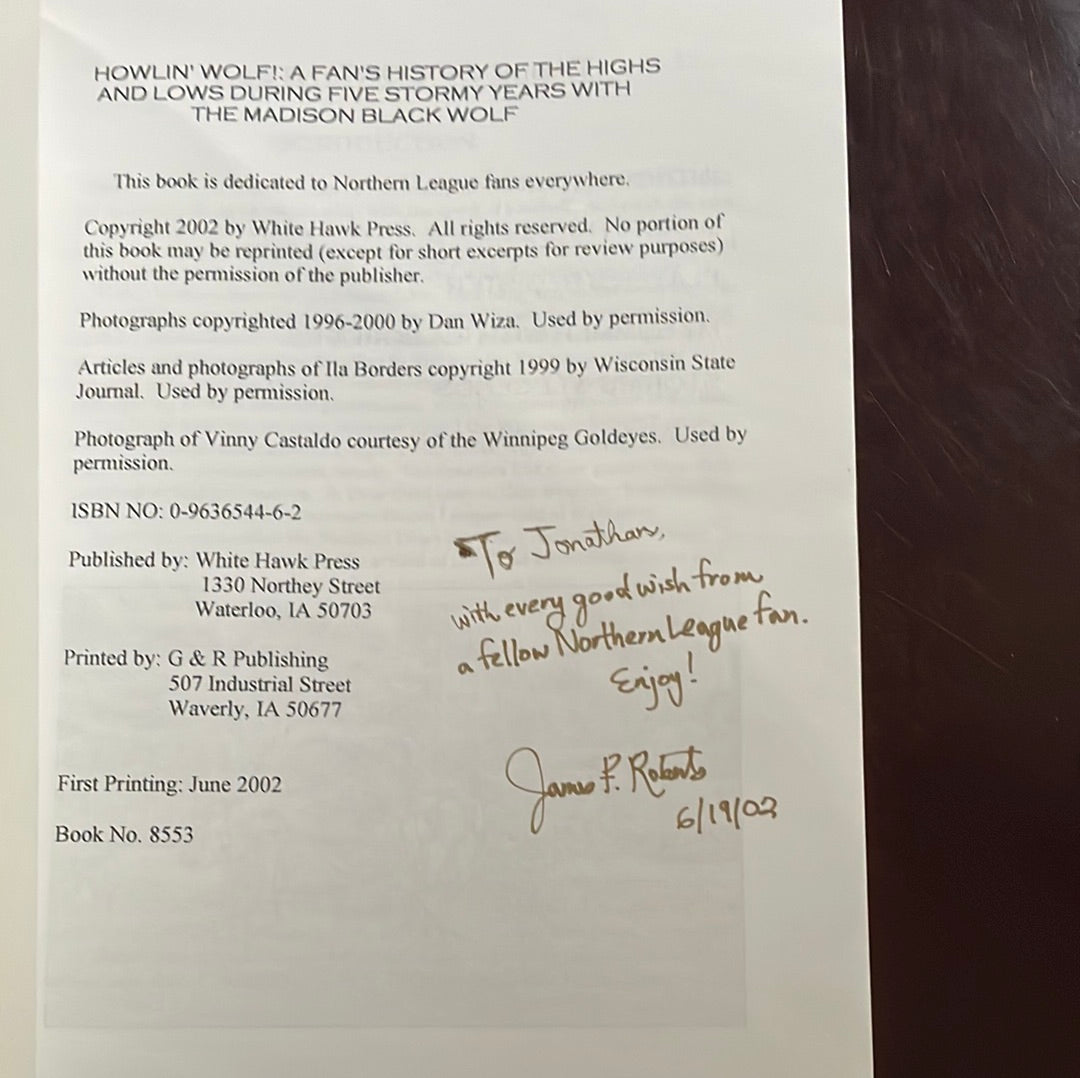 HOWLIN' WOLF!: A FAN'S HISTORY OF THE HIGHS
AND LOWS DURING FIVE STORMY YEARS WITH
THE MADISON BLACK WOLF
This book is dedicated to Northern League fans everywhere.
Copyright 2002 by White Hawk Press. All rights reserved. No portion of
this book may be reprinted (except for short excerpts for review purposes)
without the permission of the publisher.
Photographs copyrighted 1996-2000 by Dan Wiza. Used by permission.
Articles and photographs of Ila Borders copyright 1999 by Wisconsin State
Journal. Used by permission.
Photograph of Vinny Castaldo courtesy of the Winnipeg Goldeyes. Used by
permission.
ISBN NO: 0-9636544-6-2
Published by: White Hawk Press
1330 Northey Street
Waterloo, IA 50703
Printed by: G & R Publishing
507 Industrial Street
Waverly, IA 50677
First Printing: June 2002
Book No. 8553
To Jonathan,
with every good wish from
a fellow Northern League fan.
Enjoy!
James P. Roberts
6/19/03